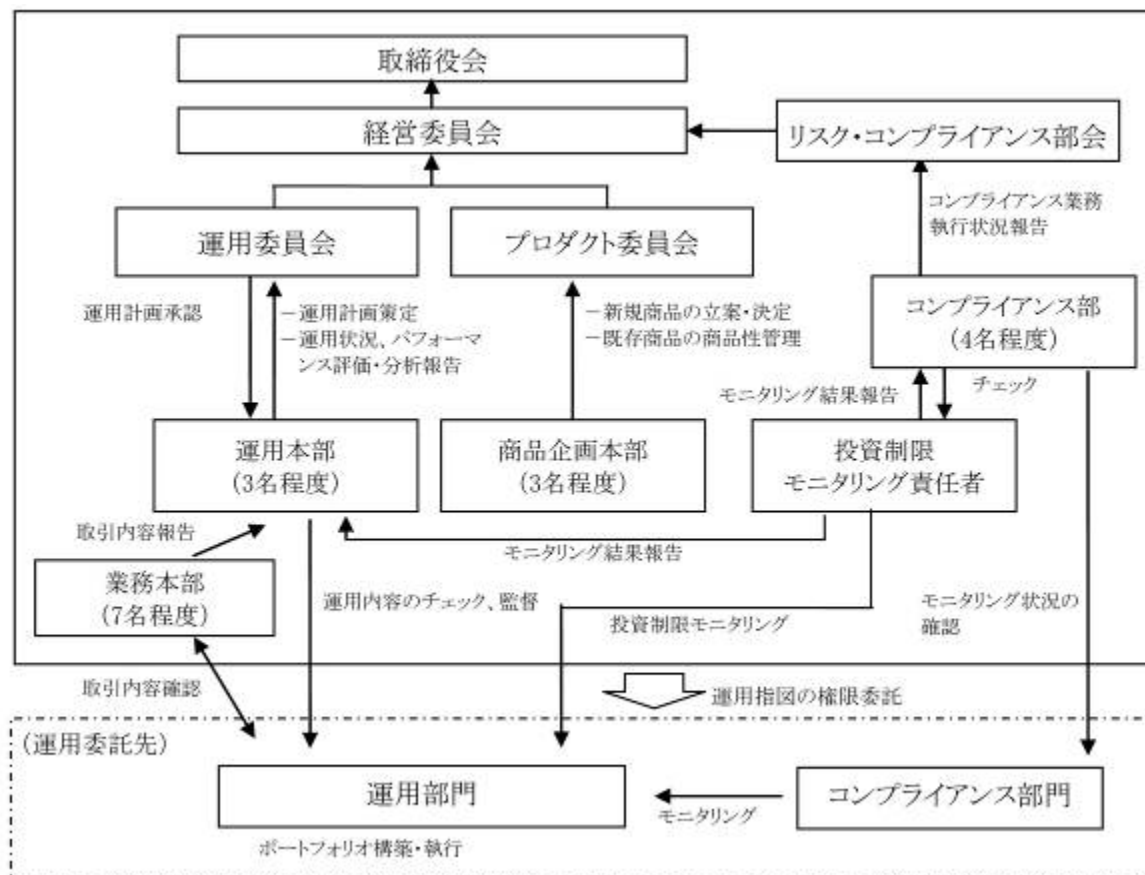 取締役会
経営委員会
リスク・コンプライアンス部会
コンプライアンス業務
執行状況報告
運用委員会
プロダクト委員会
運用計画承認
－運用計画策定
－運用状況、パフォーマ
ンス評価・分析報告
－新規商品の立案・決定
－既存商品の商品性管理
コンプライアンス部
(4名程度)
モニタリング結果報告
チェック
運用本部
(3名程度)
商品企画本部
(3名程度)
投資制限
モニタリング責任者
取引内容報告
モニタリング結果報告
業務本部
(7名程度)
運用内容のチェック、監督
投資制限モニタリング
モニタリング状況の
確認
取引内容確認
運用指図の権限委託
(運用委託先)
運用部門
コンプライアンス部門
モニタリング
ポートフォリオ構築・執行